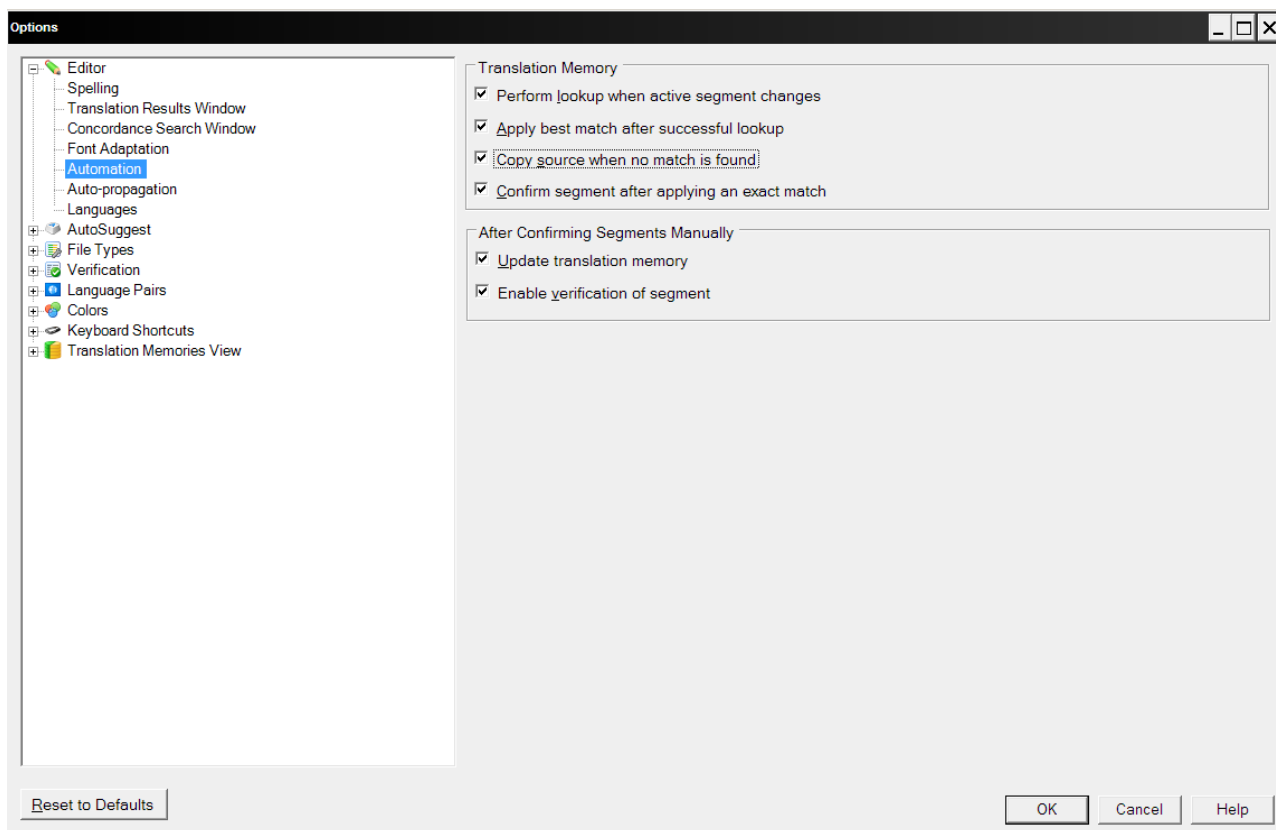 Options
Editor
Spelling
Translation Results Window
Concordance Search Window
Font Adaptation
Automation
Auto-propagation
Languages
AutoSuggest
File Types
Verification
Language Pairs
Colors
Keyboard Shortcuts
Translation Memories View
Translation Memory
Perform lookup when active segment changes
Apply best match after successful lookup
Copy source when no match is found
Confirm segment after applying an exact match
After Confirming Segments Manually
Update translation memory
Enable verification of segment
Reset to Defaults
OK Cancel Help